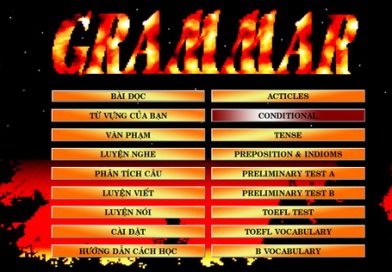 GRAMMAR
BÀI ĐỌC
TỪ VỰNG CỦA BẠN
VĂN PHẠM
LUYỆN NGHE
PHÂN TÍCH CÂU
LUYỆN VIẾT
LUYỆN NÓI
CÀI ĐẶT
HƯỚNG DẪN CÁCH HỌC
ACTICLES
CONDITIONAL
TENSE
PREPOSITION & INDIOMS
PRELIMINARY TEST A
PRELIMINARY TEST B
TOEFL TEST
TOEFL VOCABULARY
B VOCABULARY